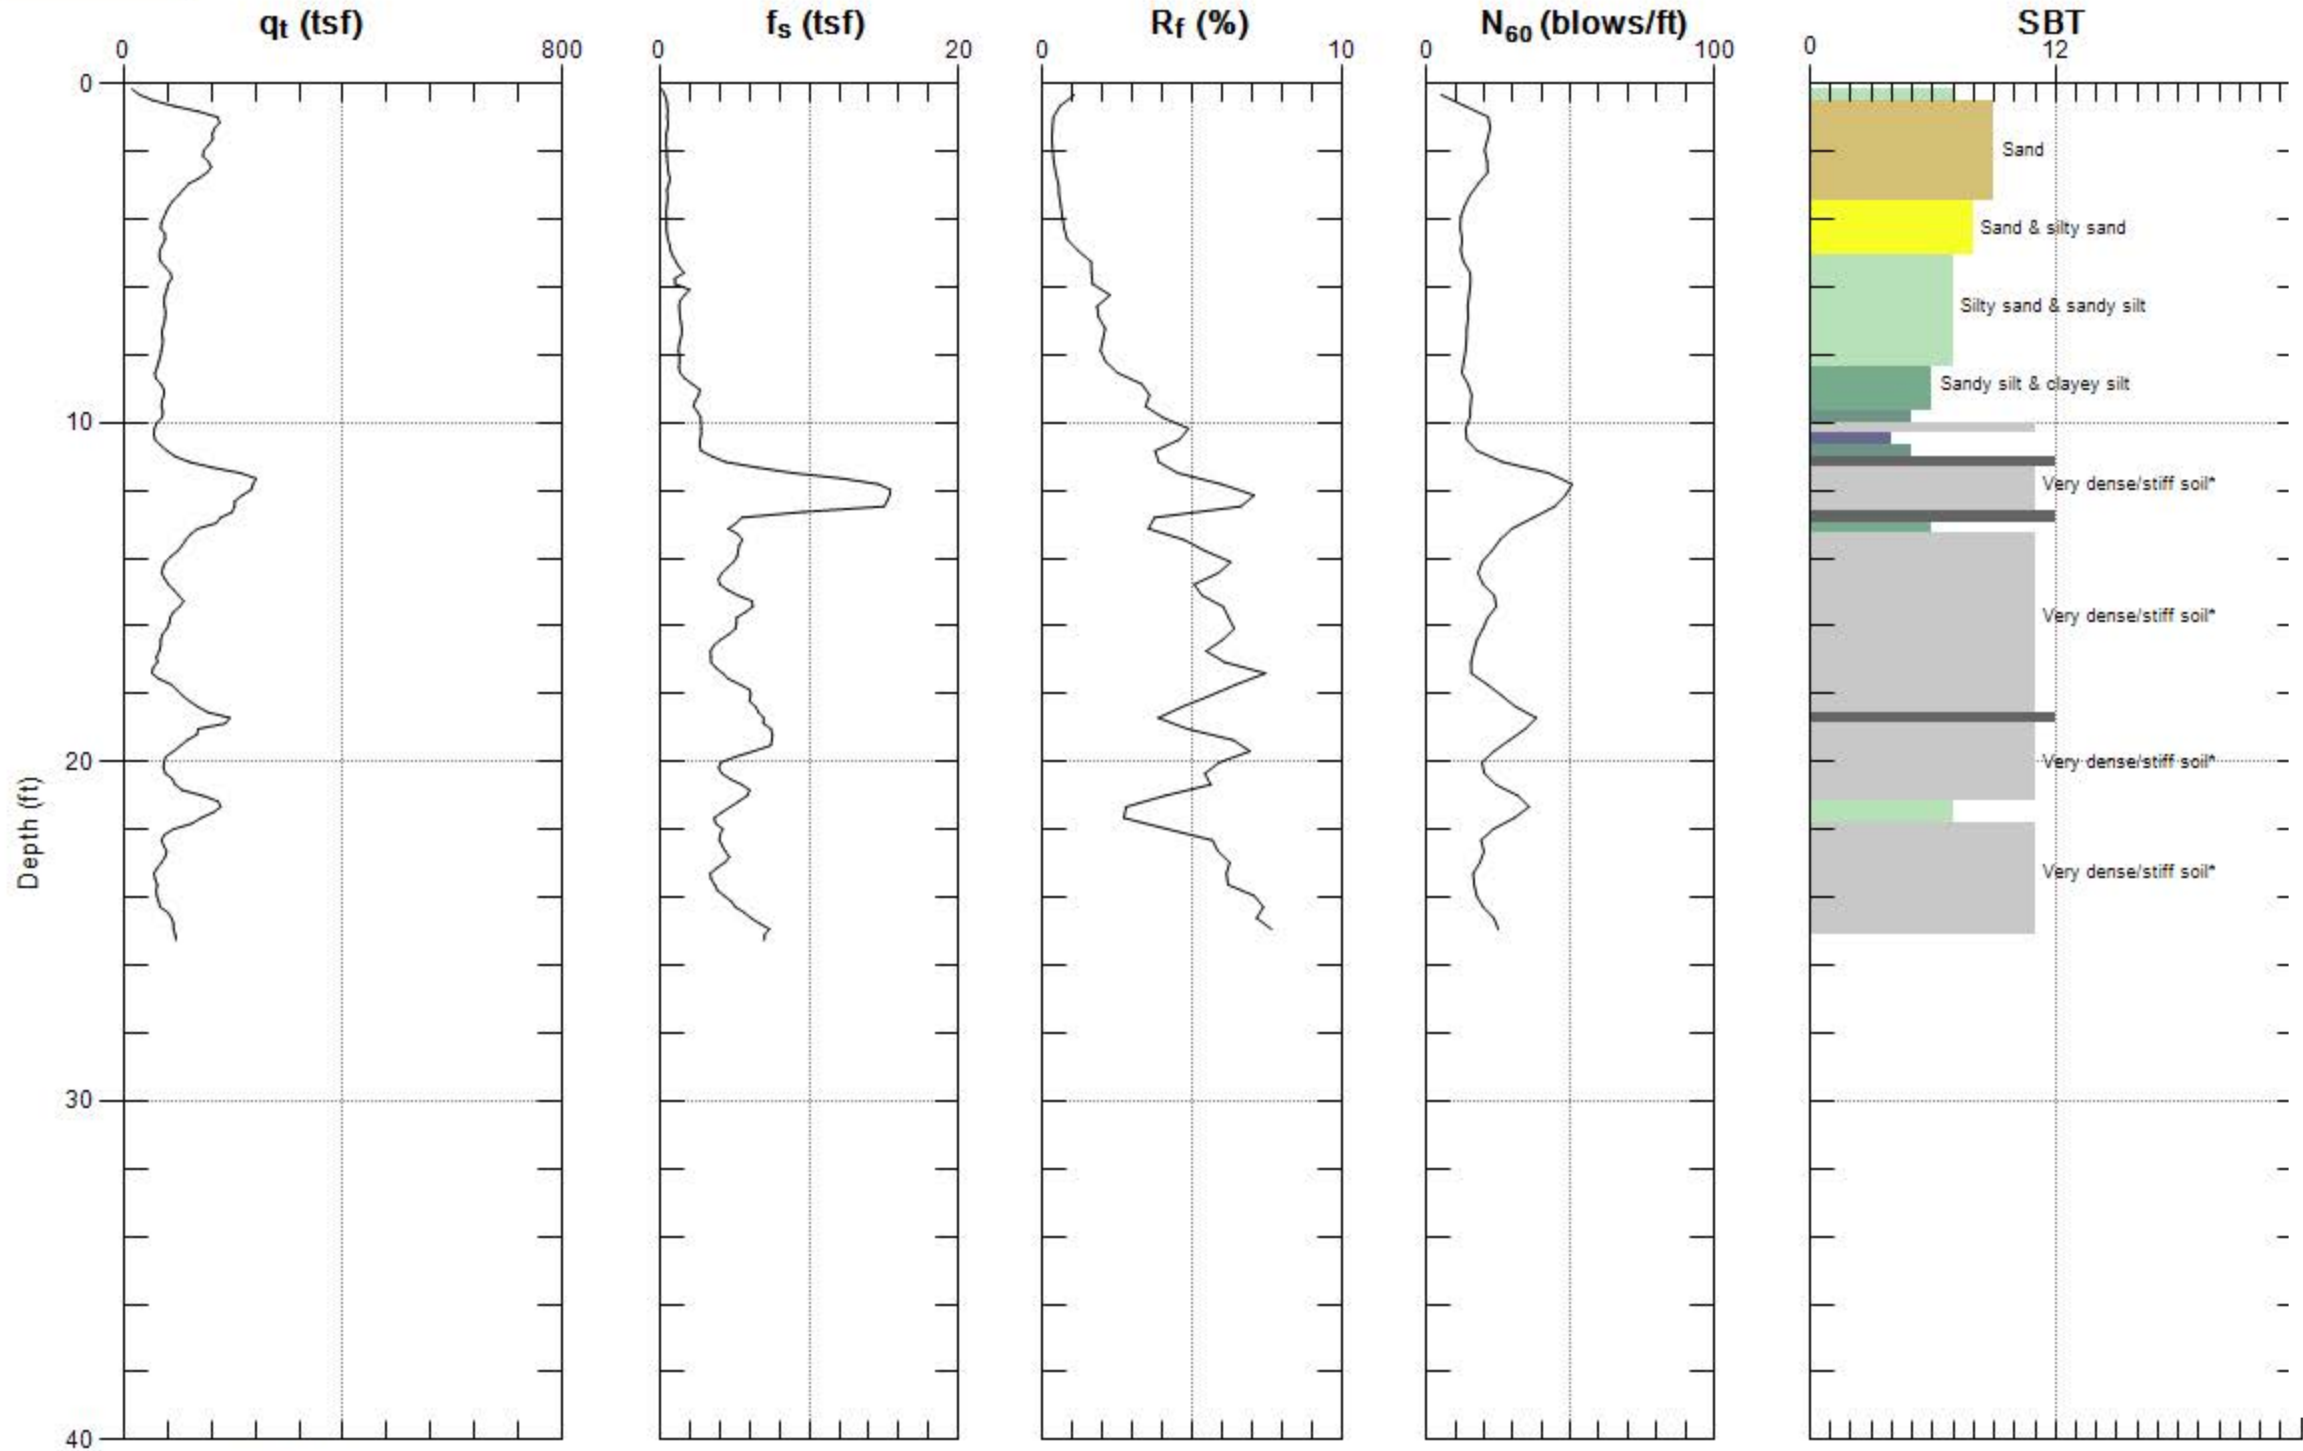 qt (tsf) fs (tsf) Rf (%) N60 (blows/ft) SBT
0 800 0 20 0 10 0 100 0 12
0
Sand
Sand & silty sand
Silty sand & sandy silt
Sandy silt & clayey silt
10
Very dense/stiff soil*
Very dense/stiff soil*
20
Very dense/stiff soil*
Depth (ft)
Very dense/stiff soil*
30
40